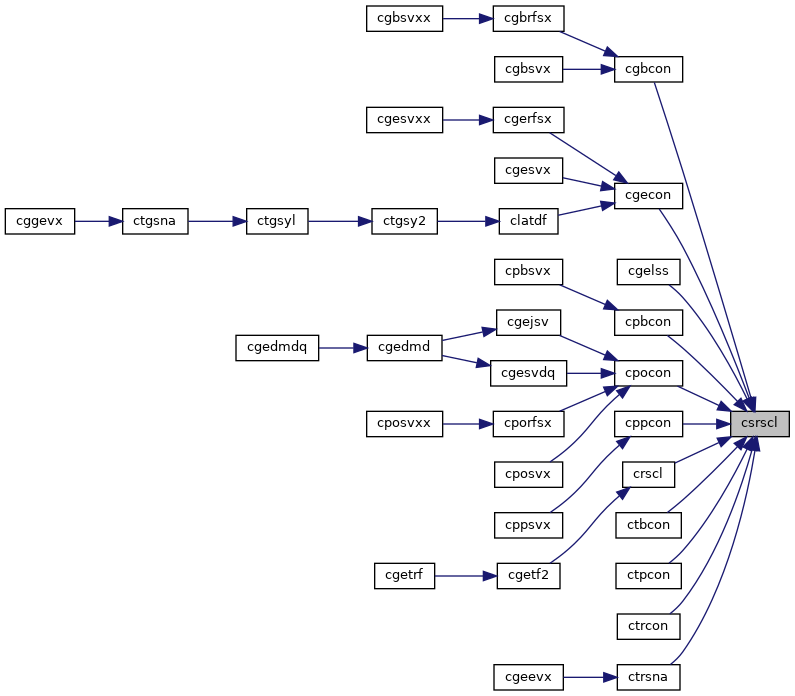 cgbsvxx
cgbrfsx
cgbsvx
cgbcon
cgesvxx
cgerfsx
cgesvx
cgecon
cggevx
ctgsna
ctgsyl
ctgsy2
clatdf
cpbsvx
cgelss
cgejsv
cpbcon
cgedmdq
cgedmd
cgesvdq
cpocon
cposvxx
cporfsx
cppcon
csrscl
cposvx
crscl
cppsvx
ctbcon
cgetrf
cgetf2
ctpcon
ctrcon
cgeevx
ctrsna